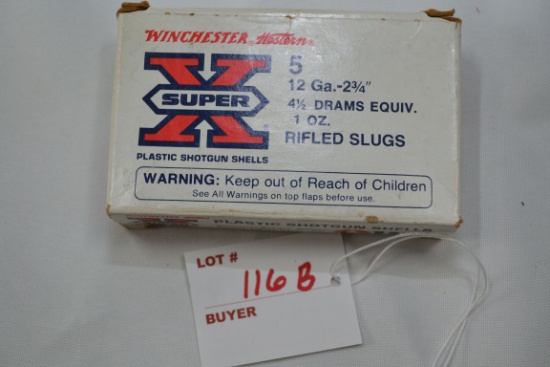 WINCHESTER Western
X
SUPER
PLASTIC SHOTGUN SHELLS
5
12 Ga.-2¾"
4½ DRAMS EQUIV.
1 OZ.
RIFLED SLUGS
WARNING: Keep out of Reach of Children
See All Warnings on top flaps before use.
PLASTIC SHOTGUN SHELLS
LOT #
116 B
BUYER